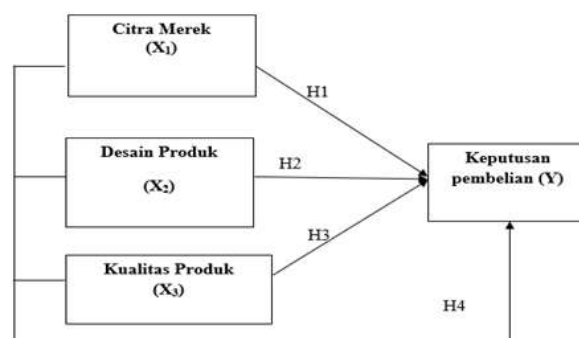 Citra Merek
(X₁)
H1
Desain Produk
(X₂)
H2
Keputusan
pembelian (Y)
H3
Kualitas Produk
(X₃)
H4